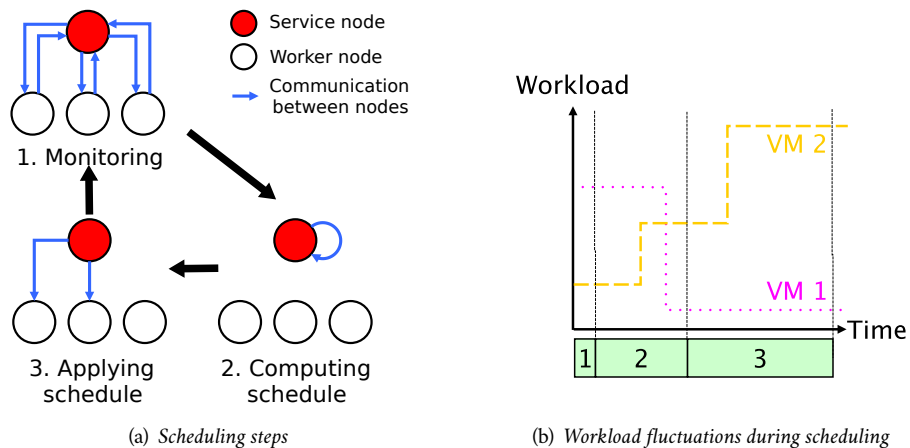 Service node
Worker node
Communication
between nodes
1. Monitoring
3. Applying
schedule
2. Computing
schedule
(a) Scheduling steps
Workload
VM 2
VM 1
Time
1
2
3
(b) Workload fluctuations during scheduling